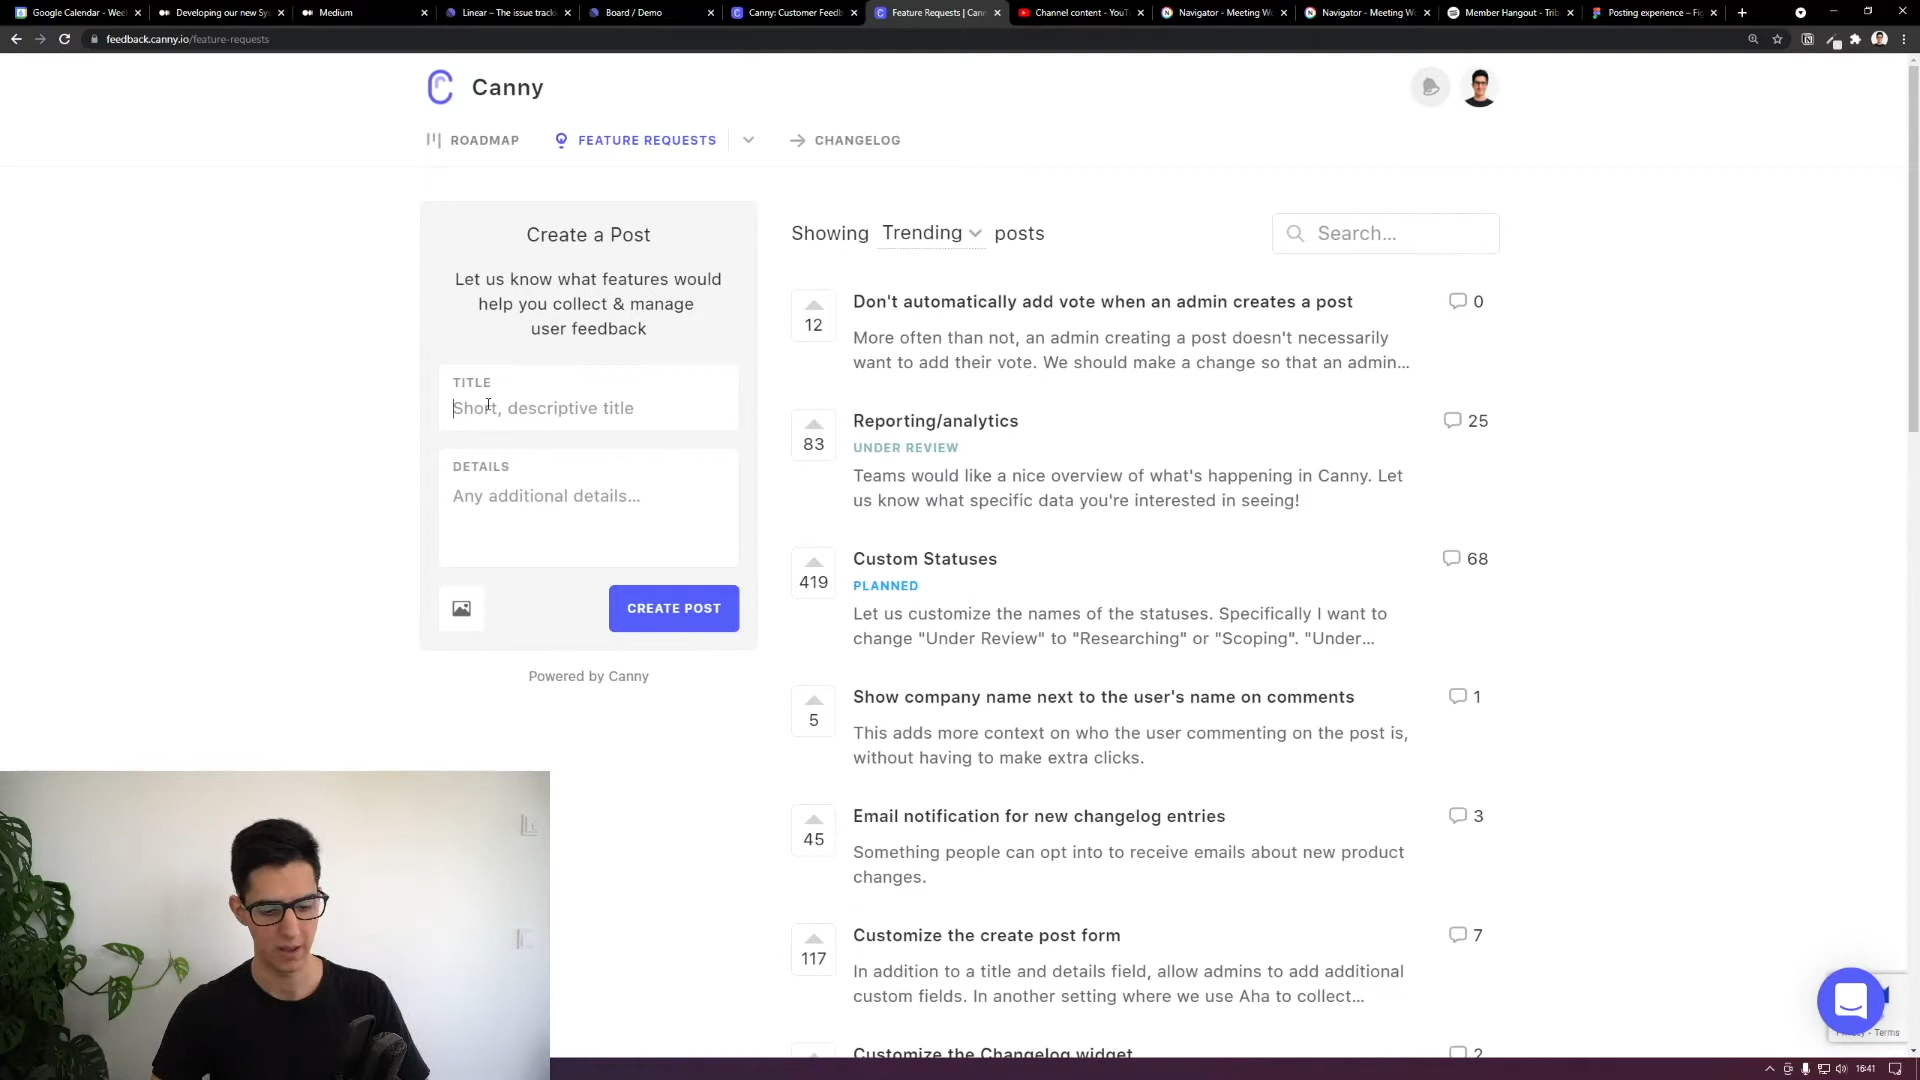 Google Calendar - Wee
Developing our new Sy
Medium
Linear – The issue track
Board / Demo
Canny: Customer Feedb
Feature Requests | Cann
Channel content - YouTu
Navigator - Meeting Wo
Navigator - Meeting Wo
Member Hangout - Trib
Posting experience – Fig
feedback.canny.io/feature-requests
Canny
ROADMAP
FEATURE REQUESTS
CHANGELOG
Create a Post
Let us know what features would
help you collect & manage
user feedback
TITLE
Short, descriptive title
DETAILS
Any additional details...
CREATE POST
Powered by Canny
Showing Trending posts
Search...
12
Don't automatically add vote when an admin creates a post
0
More often than not, an admin creating a post doesn't necessarily
want to add their vote. We should make a change so that an admin...
83
Reporting/analytics
25
UNDER REVIEW
Teams would like a nice overview of what's happening in Canny. Let
us know what specific data you're interested in seeing!
419
Custom Statuses
68
PLANNED
Let us customize the names of the statuses. Specifically I want to
change "Under Review" to "Researching" or "Scoping". "Under...
5
Show company name next to the user's name on comments
1
This adds more context on who the user commenting on the post is,
without having to make extra clicks.
45
Email notification for new changelog entries
3
Something people can opt into to receive emails about new product
changes.
117
Customize the create post form
7
In addition to a title and details field, allow admins to add additional
custom fields. In another setting where we use Aha to collect...
Customize the Changelog widget
2
- Terms
16:41